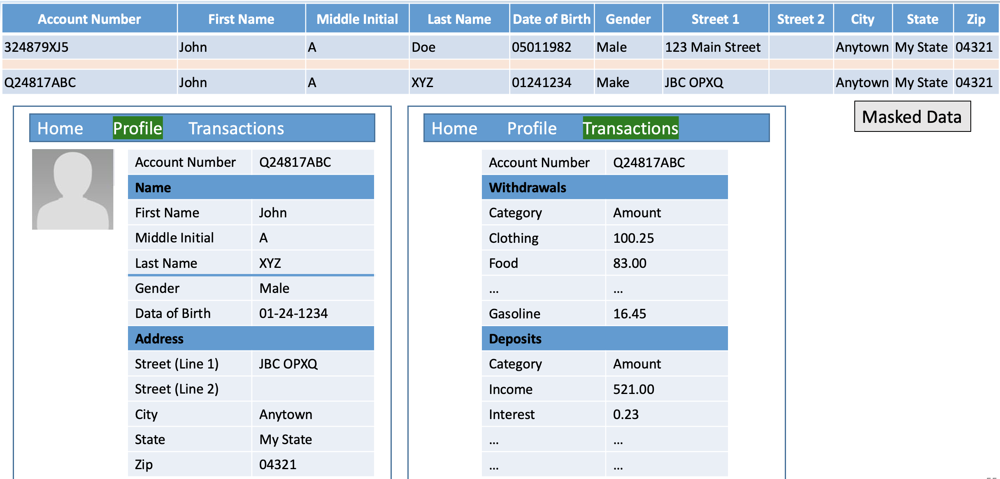 Account Number First Name Middle Initial Last Name Date of Birth Gender Street 1 Street 2 City State Zip
324879XJ5 John A Doe 05011982 Male 123 Main Street Anytown My State 04321
Q24817ABC John A XYZ 01241234 Make JBC OPXQ Anytown My State 04321
Masked Data
Home Profile Transactions
Account Number Q24817ABC
Name
First Name John
Middle Initial A
Last Name XYZ
Gender Male
Data of Birth 01-24-1234
Address
Street (Line 1) JBC OPXQ
Street (Line 2)
City Anytown
State My State
Zip 04321
Home Profile Transactions
Account Number Q24817ABC
Withdrawals
Category Amount
Clothing 100.25
Food 83.00
... ...
Gasoline 16.45
Deposits
Category Amount
Income 521.00
Interest 0.23
... ...
... ...